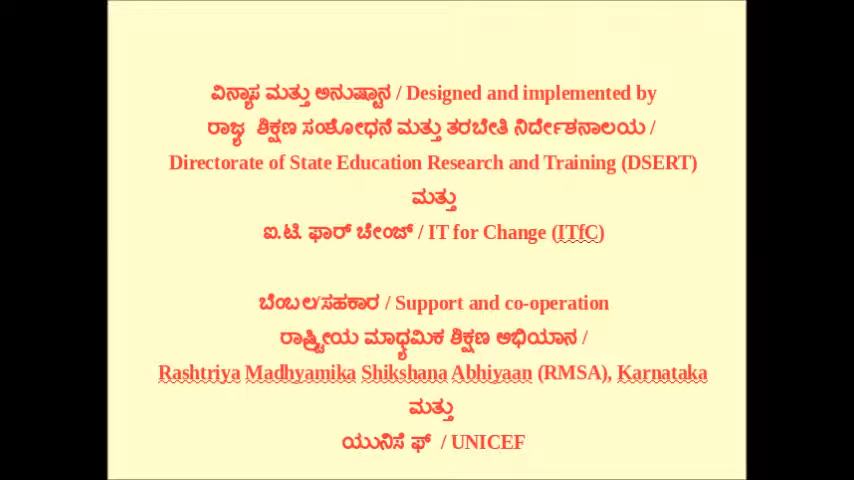 ವಿನ್ಯಾಸ ಮತ್ತು ಅನುಷ್ಟಾನ / Designed and implemented by
ರಾಜ್ಯ ಶಿಕ್ಷಣ ಸಂಶೋಧನೆ ಮತ್ತು ತರಬೇತಿ ನಿರ್ದೇಶನಾಲಯ /
Directorate of State Education Research and Training (DSERT)
ಮತ್ತು
ಐ.ಟಿ. ಫಾರ್ ಚೇಂಜ್ / IT for Change (ITfC)
ಬೆಂಬಲ/ಸಹಕಾರ / Support and co-operation
ರಾಷ್ಟ್ರೀಯ ಮಾಧ್ಯಮಿಕ ಶಿಕ್ಷಣ ಅಭಿಯಾನ /
Rashtriya Madhyamika Shikshana Abhiyaan (RMSA), Karnataka
ಮತ್ತು
ಯುನಿಸೆಫ್ / UNICEF